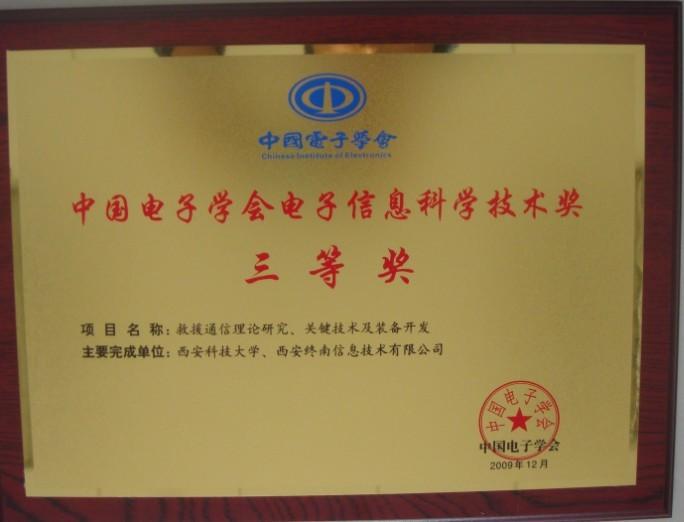 中國電子學會
Chinese Institute of Electronics
中国电子学会电子信息科学技术奖
三等奖
项目名称：救援通信理论研究、关键技术及装备开发
主要完成单位：西安科技大学、西安终南信息技术有限公司
中国电子学会
中国电子学会
2009年12月